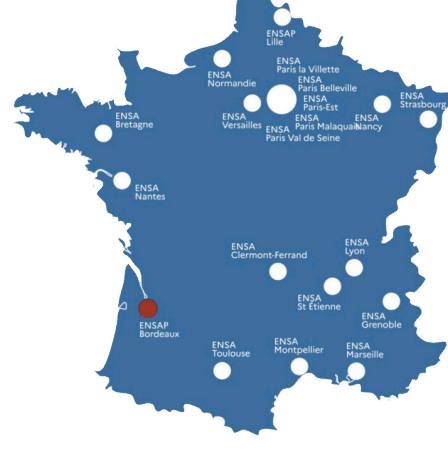 ENSAP
Lille
ENSA
Paris la Villette
ENSA
Normandie
ENSA
Paris Belleville
ENSA
Paris-Est
ENSA
Strasbourg
ENSA
Versailles
ENSA
Paris Malaquais
ENSA
Nancy
ENSA
Bretagne
ENSA
Paris Val de Seine
ENSA
Nantes
ENSA
Clermont-Ferrand
ENSA
Lyon
ENSA
St Étienne
ENSA
Grenoble
ENSAP
Bordeaux
ENSA
Toulouse
ENSA
Montpellier
ENSA
Marseille